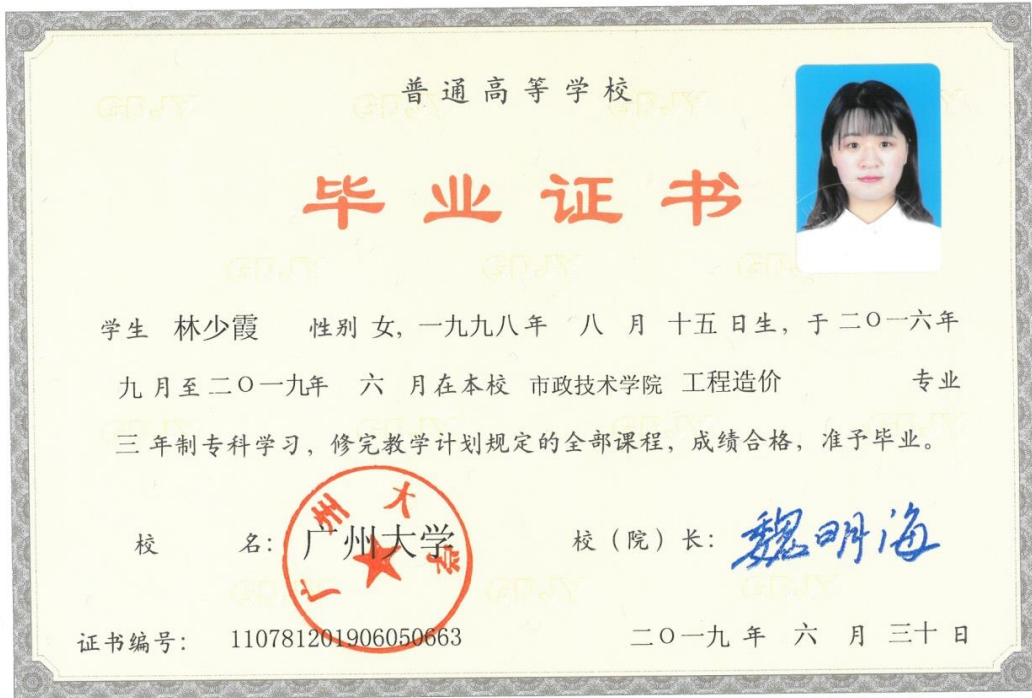 普通高等学校
毕业证书
学生 林少霞 性别 女，一九九八年 八 月 十五 日生，于 二〇一六年
九 月至 二〇一九年 六 月在本校 市政技术学院 工程造价 专业
三 年制专科学习，修完教学计划规定的全部课程，成绩合格，准予毕业。
校 名：广州大学 校（院）长：魏明海
广州大学
证书编号：110781201906050663 二〇一九 年 六 月 三十 日